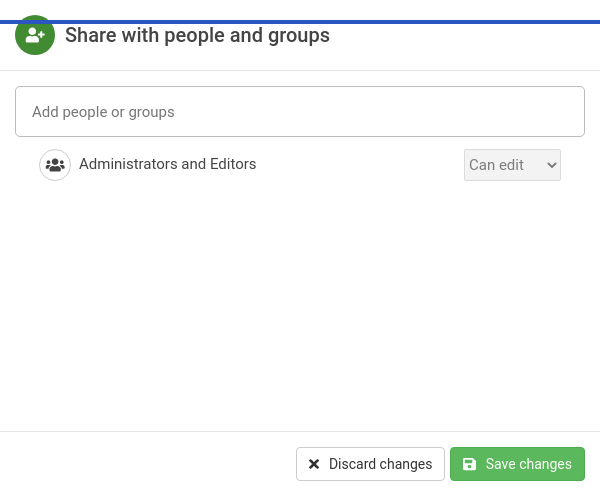 Share with people and groups
Add people or groups
Administrators and Editors
Can edit
Discard changes
Save changes